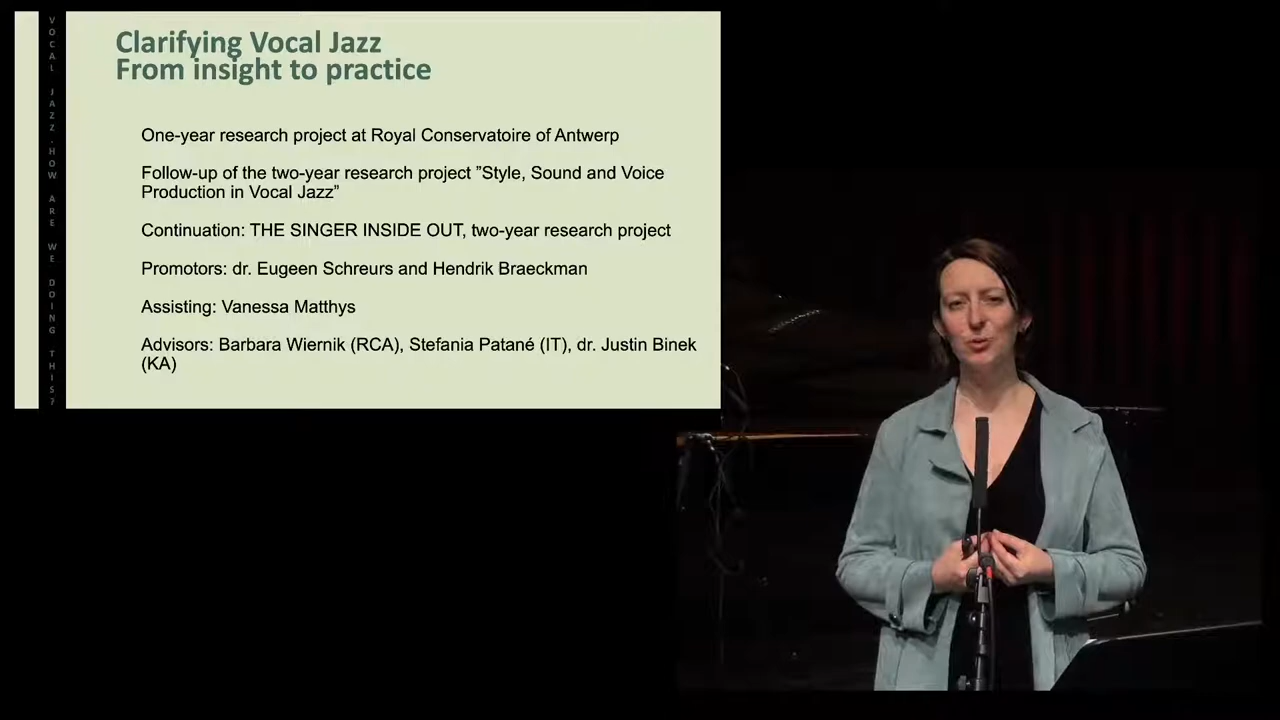 Clarifying Vocal Jazz
From insight to practice
One-year research project at Royal Conservatoire of Antwerp
Follow-up of the two-year research project ”Style, Sound and Voice
Production in Vocal Jazz”
Continuation: THE SINGER INSIDE OUT, two-year research project
Promotors: dr. Eugeen Schreurs and Hendrik Braeckman
Assisting: Vanessa Matthys
Advisors: Barbara Wiernik (RCA), Stefania Patané (IT), dr. Justin Binek
(KA)
VOCAL JAZZ.HOW ARE WE DOING THIS?